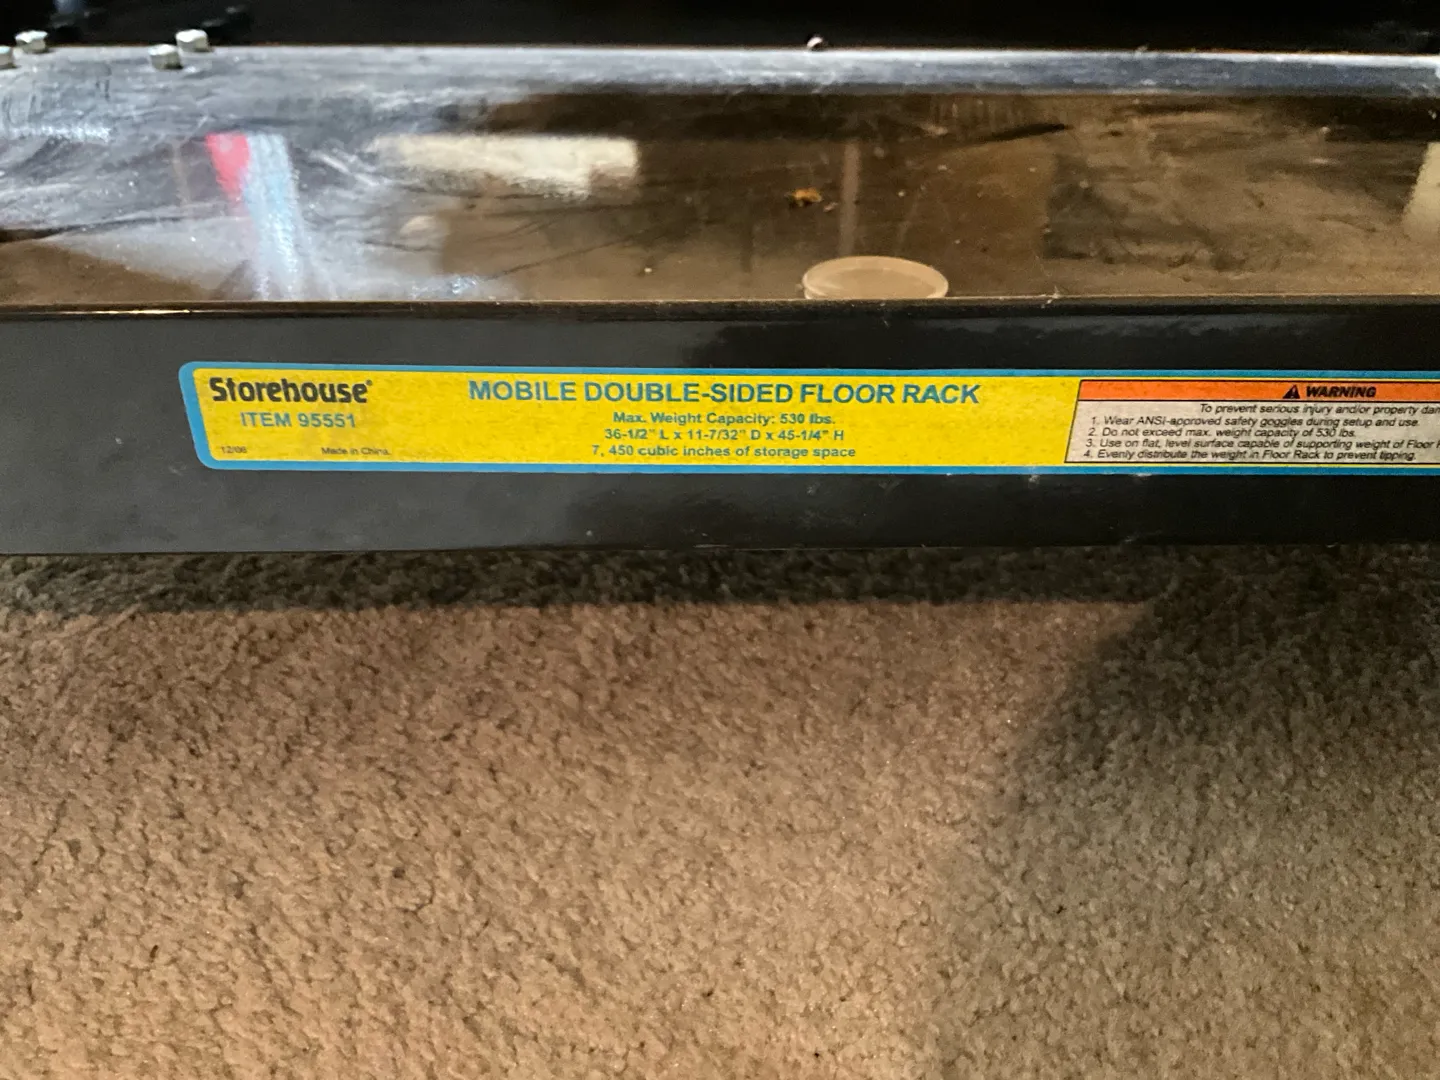 Storehouse®
ITEM 95551
12/06 Made in China.
MOBILE DOUBLE-SIDED FLOOR RACK
Max. Weight Capacity: 530 lbs.
36-1/2" L x 11-7/32" D x 45-1/4" H
7, 450 cubic inches of storage space
WARNING
To prevent serious injury and/or property
1. Wear ANSI-approved safety goggles during setup and use.
2. Do not exceed max. weight capacity of 530 lbs.
3. Use on flat, level surface capable of supporting weight of Floor
4. Evenly distribute the weight in Floor Rack to prevent tipping.